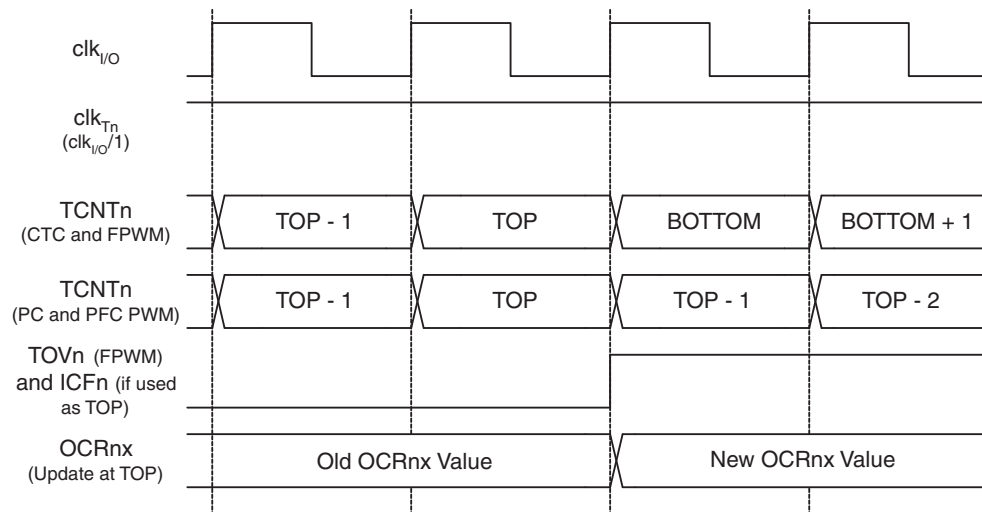 clkI/O
clkTn
(clkI/O/1)
TCNTn
(CTC and FPWM)
TOP - 1
TOP
BOTTOM
BOTTOM + 1
TCNTn
(PC and PFC PWM)
TOP - 1
TOP
TOP - 1
TOP - 2
TOVn (FPWM)
and ICFn (if used
as TOP)
OCRnx
(Update at TOP)
Old OCRnx Value
New OCRnx Value